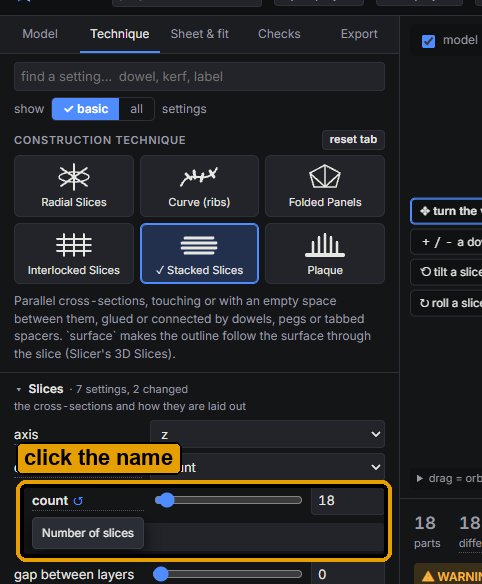 Model Technique Sheet & fit Checks Export
model
find a setting... dowel, kerf, label
show ✓ basic all settings
CONSTRUCTION TECHNIQUE reset tab
Radial Slices Curve (ribs) Folded Panels
Interlocked Slices ✓ Stacked Slices Plaque
Parallel cross-sections, touching or with an empty space
between them, glued or connected by dowels, pegs or tabbed
spacers. `surface` makes the outline follow the surface through
the slice (Slicer's 3D Slices).
▾ Slices · 7 settings, 2 changed
the cross-sections and how they are laid out
axis z
click the name
count ↺ 18
Number of slices
gap between layers 0
✥ turn the
+ / - a
⟲ tilt a slice
↻ roll a slice
▶ drag = orb
18 18
parts
⚠ WARNIN